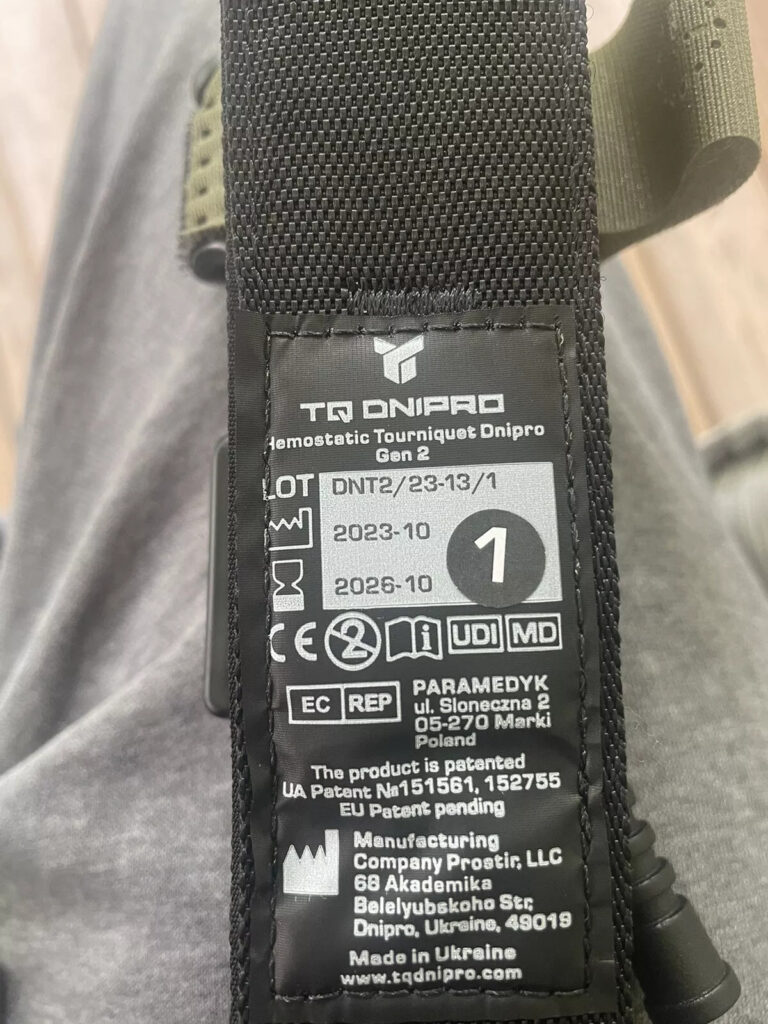 TQ DNIPRO
Hemostatic Tourniquet Dnipro
Gen 2
LOT DNT2/23-13/1
2023-10
1
2026-10
CE 2 i UDI MD
EC REP
PARAMEDYK
ul. Sloneczna 2
05-270 Marki
Poland
The product is patented
UA Patent №151561, 152755
EU Patent pending
Manufacturing
Company Prostir, LLC
68 Akademika
Belelyubskoho Str.
Dnipro, Ukraine, 49019
Made in Ukraine
www.tqdnipro.com